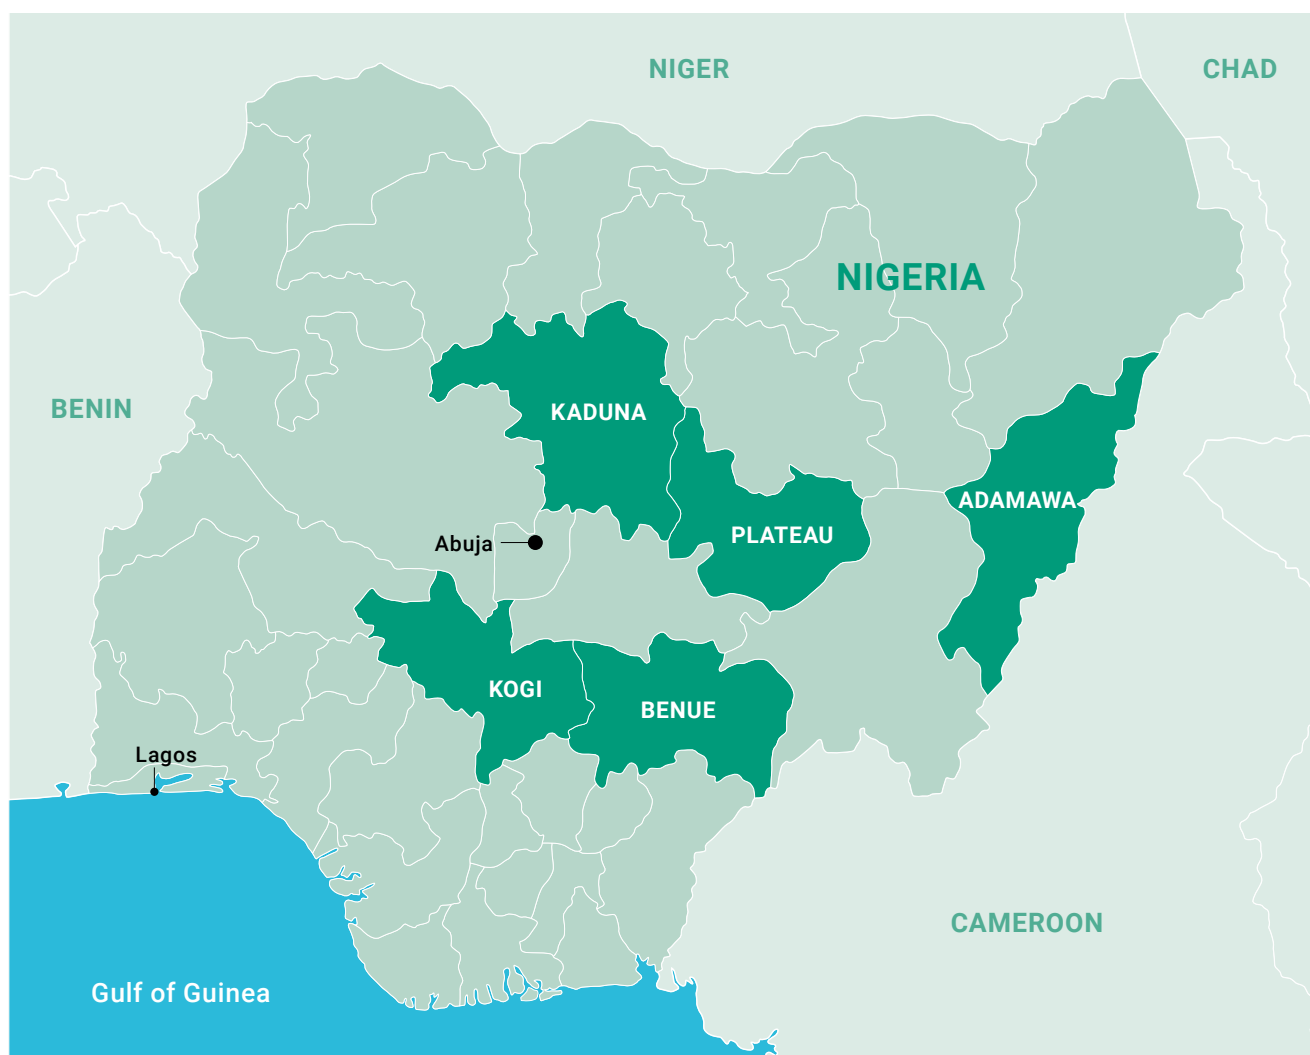 NIGER
CHAD
NIGERIA
BENIN
KADUNA
ADAMAWA
PLATEAU
Abuja
KOGI
BENUE
Lagos
CAMEROON
Gulf of Guinea